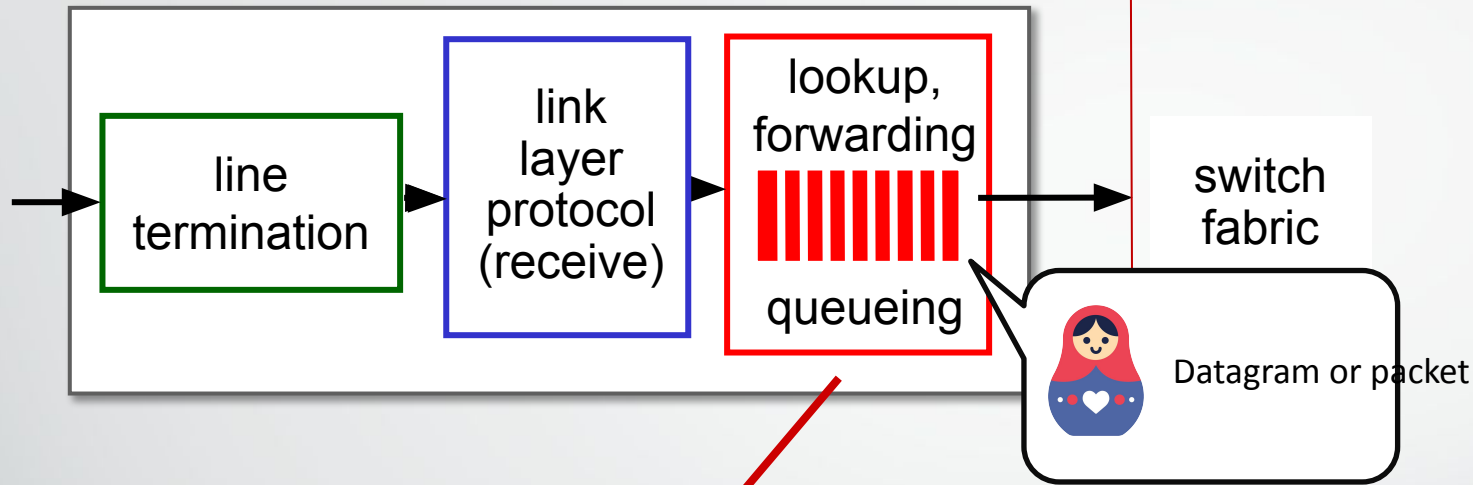 line
termination
link
layer
protocol
(receive)
lookup,
forwarding
queueing
switch
fabric
Datagram or packet